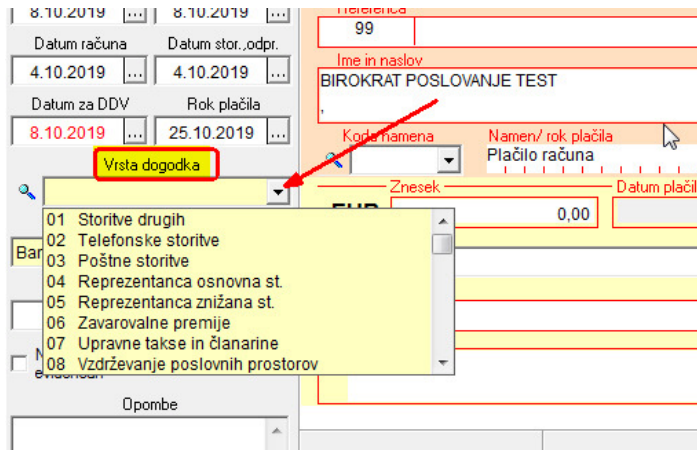 8.10.2019 ... 8.10.2019 ...
Datum računa Datum stor.,odpr.
4.10.2019 ... 4.10.2019 ...
Datum za DDV Rok plačila
8.10.2019 ... 25.10.2019 ...
Vrsta dogodka
01 Storitve drugih
02 Telefonske storitve
03 Poštne storitve
04 Reprezentanca osnovna st.
05 Reprezentanca znižana st.
06 Zavarovalne premije
07 Upravne takse in članarine
08 Vzdrževanje poslovnih prostorov
Opombe
Referenca
99
Ime in naslov
BIROKRAT POSLOVANJE TEST
,
Koda namena Namen/ rok plačila
Plačilo računa
Znesek Datum plačil
EUR 0,00